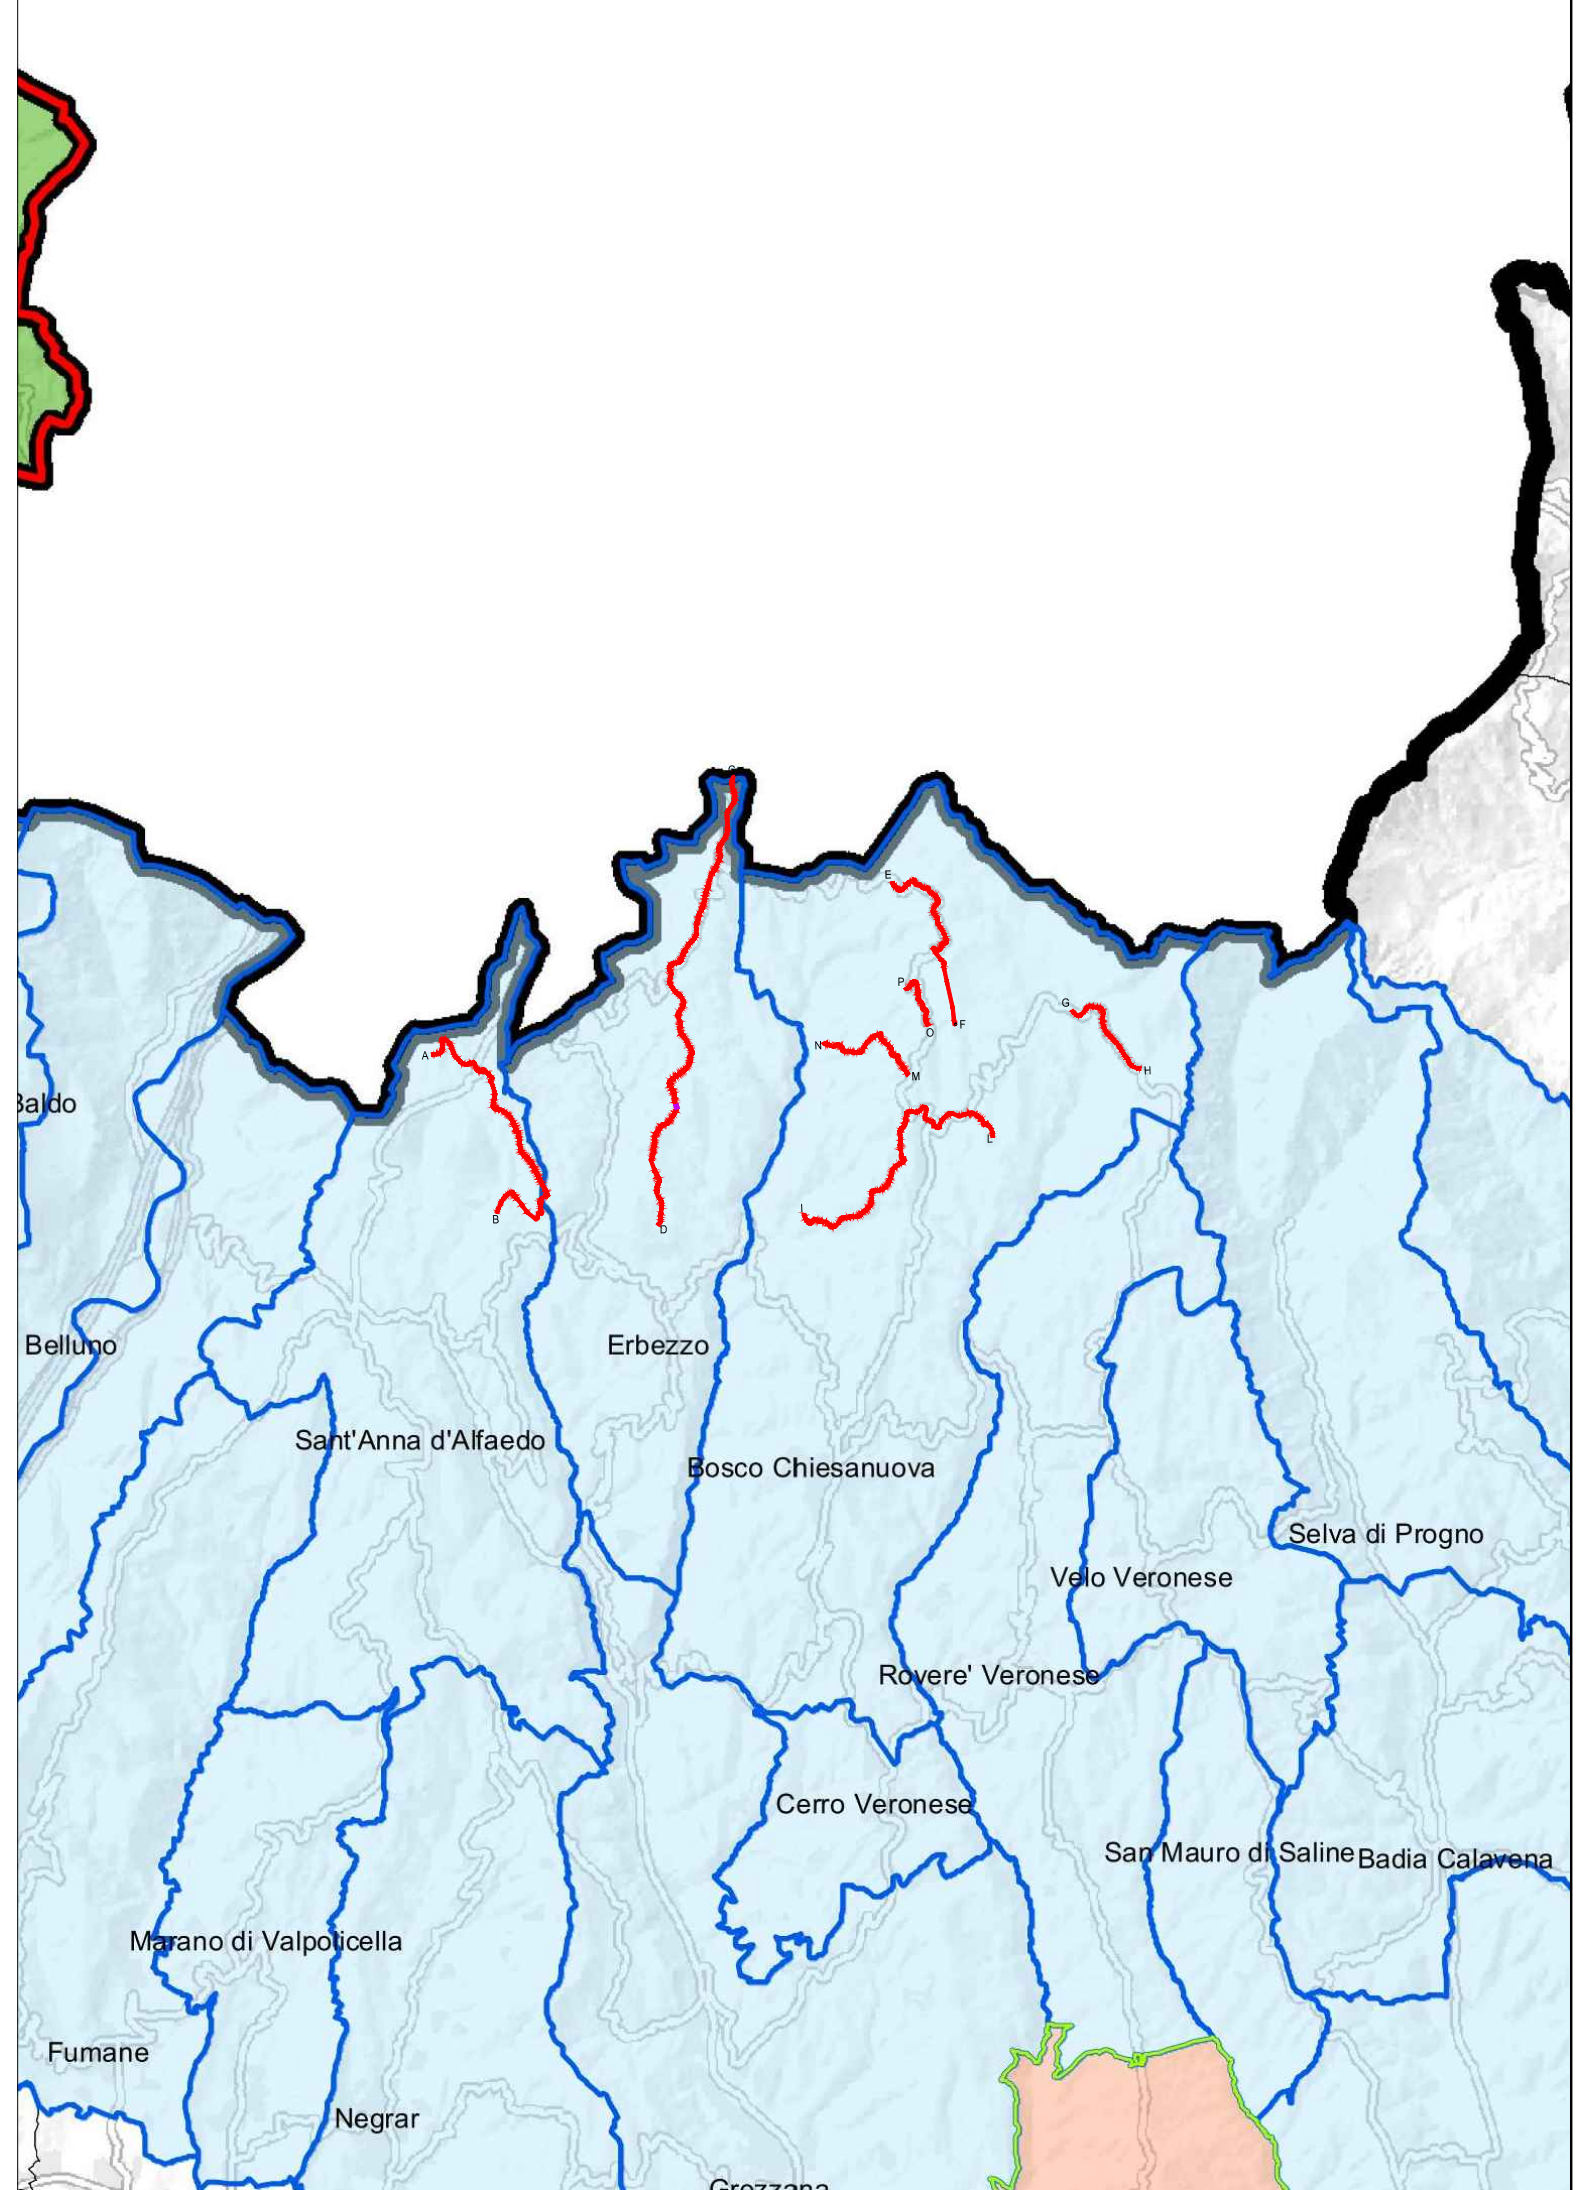 C
E
P
G
O
F
N
A
H
M
Baldo
L
I
B
D
Belluno
Erbezzo
Sant'Anna d'Alfaedo
Bosco Chiesanuova
Selva di Progno
Velo Veronese
Rovere' Veronese
Cerro Veronese
San Mauro di Saline
Badia Calavena
Marano di Valpolicella
Fumane
Negrar
Grezzana